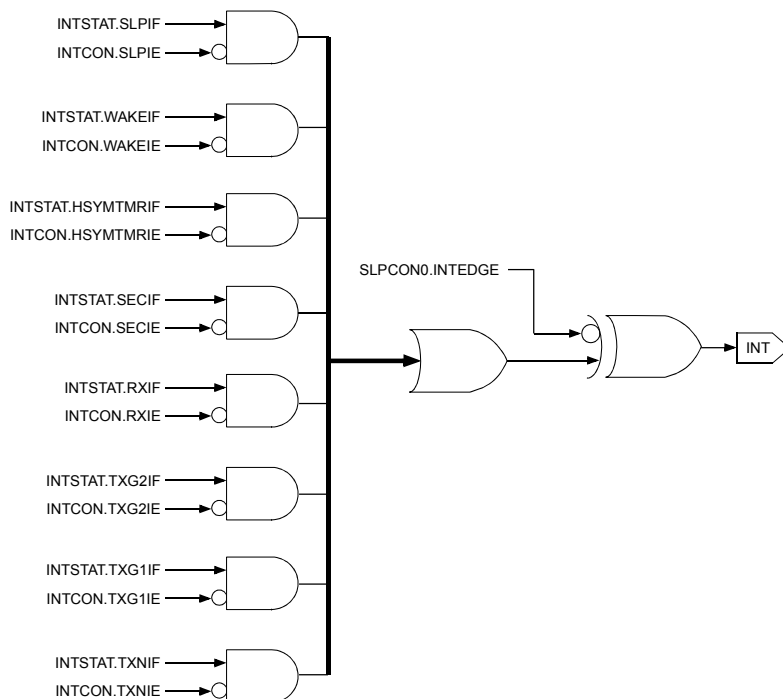 INTSTAT.SLPIF
INTCON.SLPIE
INTSTAT.WAKEIF
INTCON.WAKEIE
INTSTAT.HSYMTMRIF
INTCON.HSYMTMRIE
SLPCON0.INTEDGE
INTSTAT.SECIF
INTCON.SECIE
INT
INTSTAT.RXIF
INTCON.RXIE
INTSTAT.TXG2IF
INTCON.TXG2IE
INTSTAT.TXG1IF
INTCON.TXG1IE
INTSTAT.TXNIF
INTCON.TXNIE